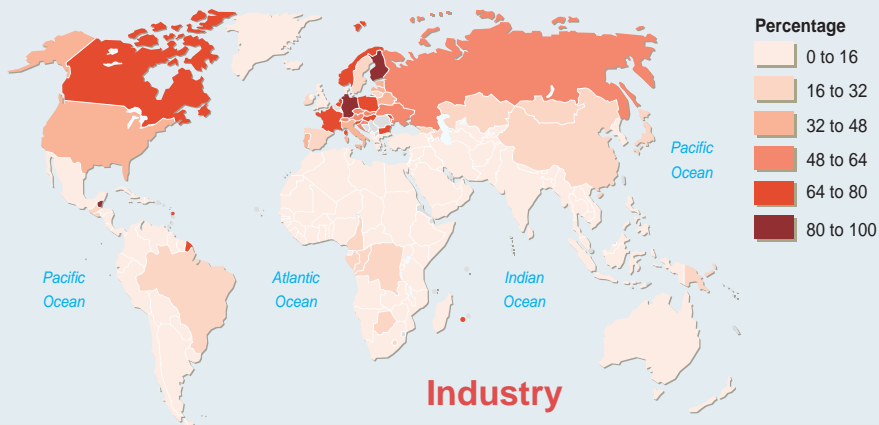 Percentage
0 to 16
16 to 32
32 to 48
48 to 64
64 to 80
80 to 100
Pacific
Ocean
Pacific
Ocean
Atlantic
Ocean
Indian
Ocean
Industry